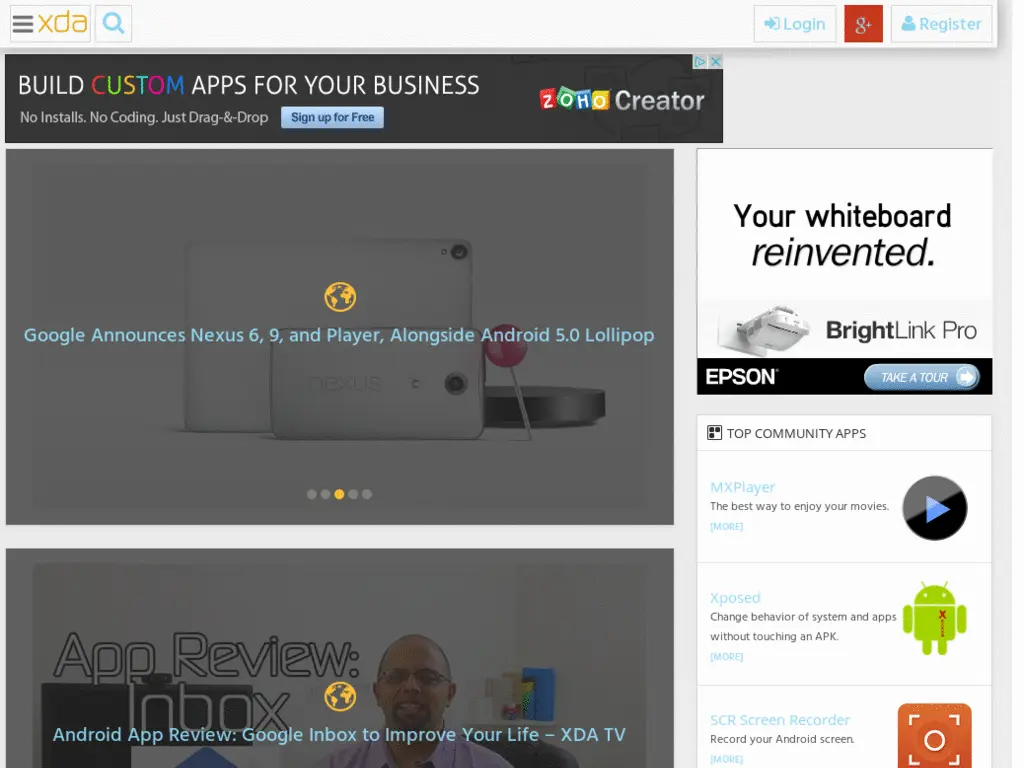 xda
Login
g+
Register
BUILD CUSTOM APPS FOR YOUR BUSINESS
No Installs. No Coding. Just Drag-&-Drop
Sign up for Free
ZOHO Creator
nexus
Google Announces Nexus 6, 9, and Player, Alongside Android 5.0 Lollipop
App Review:
Inbox
Android App Review: Google Inbox to Improve Your Life – XDA TV
Your whiteboard
reinvented.
BrightLink Pro
EPSON®
TAKE A TOUR
TOP COMMUNITY APPS
MXPlayer
The best way to enjoy your movies.
[MORE]
Xposed
Change behavior of system and apps
without touching an APK.
[MORE]
SCR Screen Recorder
Record your Android screen.
[MORE]